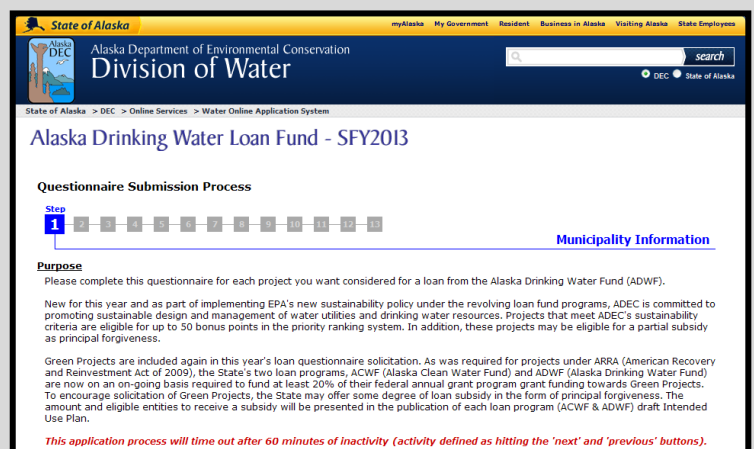 State of Alaska
myAlaska My Government Resident Business in Alaska Visiting Alaska State Employees
Alaska
DEC
Alaska Department of Environmental Conservation
Division of Water
search
DEC State of Alaska
State of Alaska > DEC > Online Services > Water Online Application System
Alaska Drinking Water Loan Fund - SFY2013
Questionnaire Submission Process
Step
1 2 3 4 5 6 7 8 9 10 11 12 13
Municipality Information
Purpose
Please complete this questionnaire for each project you want considered for a loan from the Alaska Drinking Water Fund (ADWF).
New for this year and as part of implementing EPA's new sustainability policy under the revolving loan fund programs, ADEC is committed to
promoting sustainable design and management of water utilities and drinking water resources. Projects that meet ADEC's sustainability
criteria are eligible for up to 50 bonus points in the priority ranking system. In addition, these projects may be eligible for a partial subsidy
as principal forgiveness.
Green Projects are included again in this year's loan questionnaire solicitation. As was required for projects under ARRA (American Recovery
and Reinvestment Act of 2009), the State's two loan programs, ACWF (Alaska Clean Water Fund) and ADWF (Alaska Drinking Water Fund)
are now on an on-going basis required to fund at least 20% of their federal annual grant program grant funding towards Green Projects.
To encourage solicitation of Green Projects, the State may offer some degree of loan subsidy in the form of principal forgiveness. The
amount and eligible entities to receive a subsidy will be presented in the publication of each loan program (ACWF & ADWF) draft Intended
Use Plan.
This application process will time out after 60 minutes of inactivity (activity defined as hitting the 'next' and 'previous' buttons).